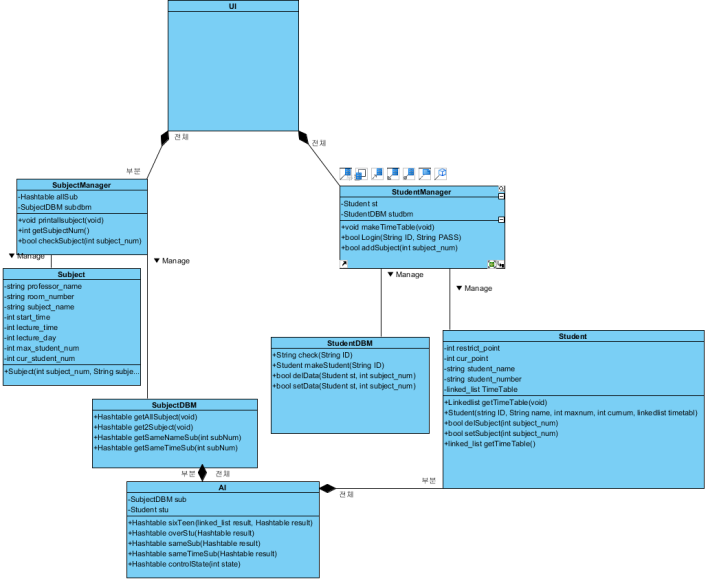 UI
전체
전체
부분
SubjectManager
-Hashtable allSub
-SubjectDBM subdbm
+void printallsubject(void)
+int getSubjectNum()
+bool checkSubject(int subject_num)
StudentManager
-Student st
-StudentDBM studbm
+void makeTimeTable(void)
+bool Login(String ID, String PASS)
+bool addSubject(int subject_num)
Manage
Manage
Manage
Manage
Subject
-string professor_name
-string room_number
-string subject_name
-int start_time
-int lecture_time
-int lecture_day
-int max_student_num
-int cur_student_num
+Subject(int subject_num, String subje...
StudentDBM
+String check(String ID)
+Student makeStudent(String ID)
+bool delData(Student st, int subject_num)
+bool setData(Student st, int subject_num)
Student
-int restrict_point
-int cur_point
-string student_name
-string student_number
-linked_list TimeTable
+Linkedlist getTimeTable(void)
+Student(string ID, String name, int maxnum, int curnum, linkedlist timetabl)
+bool delSubject(int subject_num)
+bool setSubject(int subject_num)
+linked_list getTimeTable()
SubjectDBM
+Hashtable getAllSubject(void)
+Hashtable get2Subject(void)
+Hashtable getSameNameSub(int subNum)
+Hashtable getSameTimeSub(int subNum)
부분 전체
부분
전체
AI
-SubjectDBM sub
-Student stu
+Hashtable sixTeen(linked_list result, Hashtable result)
+Hashtable overStu(Hashtable result)
+Hashtable sameSub(Hashtable result)
+Hashtable sameTimeSub(Hashtable result)
+Hashtable controlState(int state)